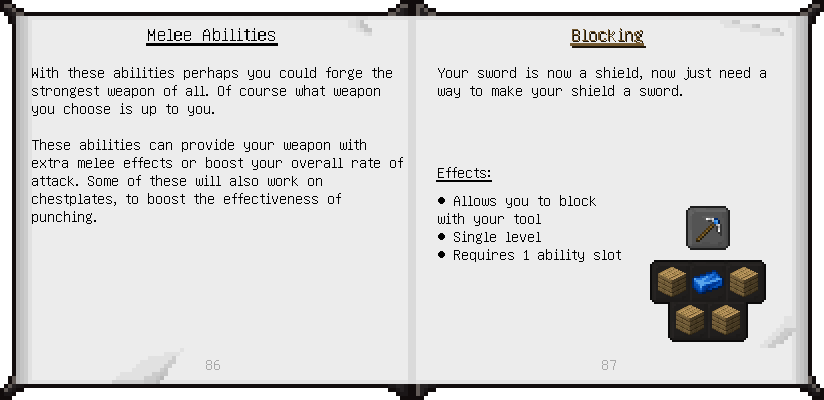 Melee Abilities
With these abilities perhaps you could forge the
strongest weapon of all. Of course what weapon
you choose is up to you.
These abilities can provide your weapon with
extra melee effects or boost your overall rate of
attack. Some of these will also work on
chestplates, to boost the effectiveness of
punching.
86
Blocking
Your sword is now a shield, now just need a
way to make your shield a sword.
Effects:
• Allows you to block
with your tool
• Single level
• Requires 1 ability slot
87